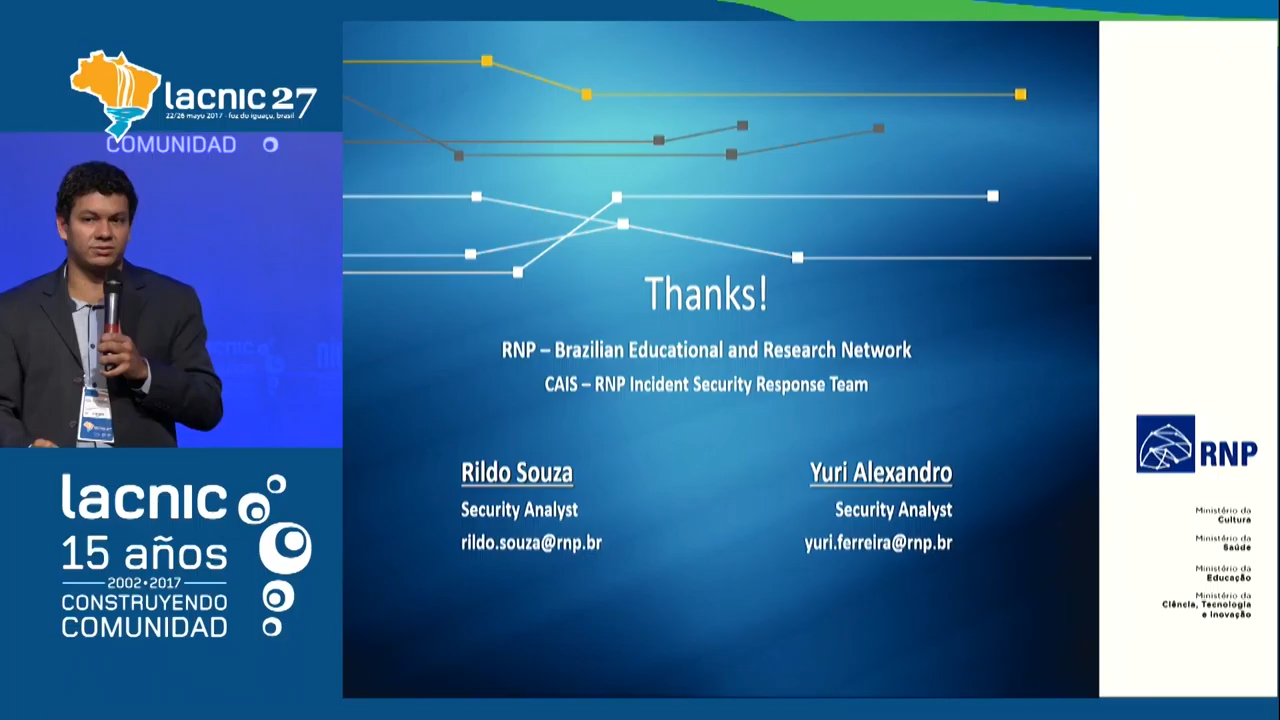 lacnic 27
22/26 mayo 2017 - foz do iguaçu, brasil
COMUNIDAD
lacnic
15 años
2002•2017
CONSTRUYENDO
COMUNIDAD
Thanks!
RNP – Brazilian Educational and Research Network
CAIS – RNP Incident Security Response Team
Rildo Souza
Security Analyst
rildo.souza@rnp.br
Yuri Alexandro
Security Analyst
yuri.ferreira@rnp.br
RNP
Ministério da
Cultura
Ministério da
Saúde
Ministério da
Educação
Ministério da
Ciência, Tecnologia
e Inovação